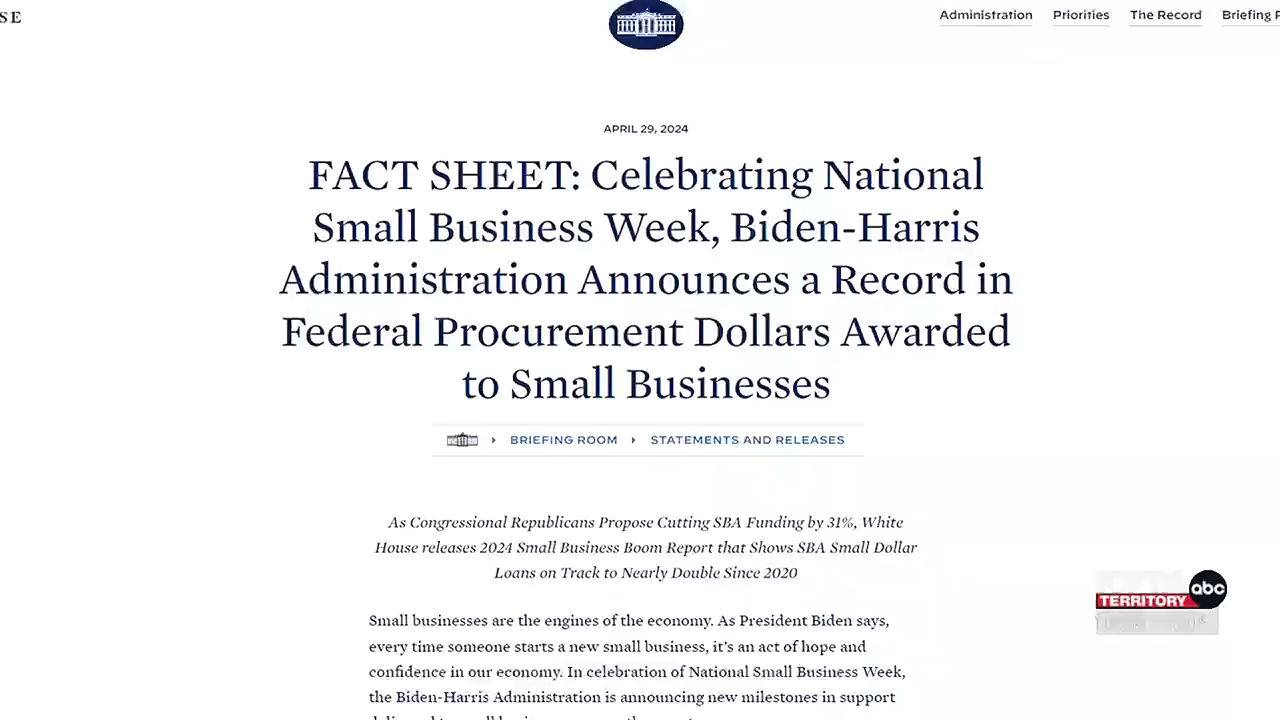 SE
Administration Priorities The Record Briefing
APRIL 29, 2024
FACT SHEET: Celebrating National
Small Business Week, Biden-Harris
Administration Announces a Record in
Federal Procurement Dollars Awarded
to Small Businesses
BRIEFING ROOM STATEMENTS AND RELEASES
As Congressional Republicans Propose Cutting SBA Funding by 31%, White
House releases 2024 Small Business Boom Report that Shows SBA Small Dollar
Loans on Track to Nearly Double Since 2020
Small businesses are the engines of the economy. As President Biden says,
every time someone starts a new small business, it's an act of hope and
confidence in our economy. In celebration of National Small Business Week,
the Biden-Harris Administration is announcing new milestones in support
abc
TERRITORY